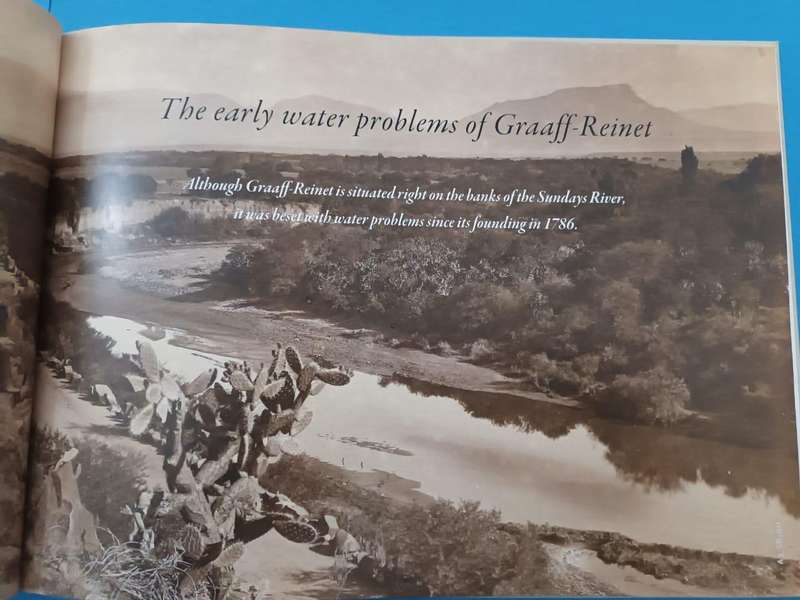 The early water problems of Graaff-Reinet
Although Graaff-Reinet is situated right on the banks of the Sundays River,
it was beset with water problems since its founding in 1786.